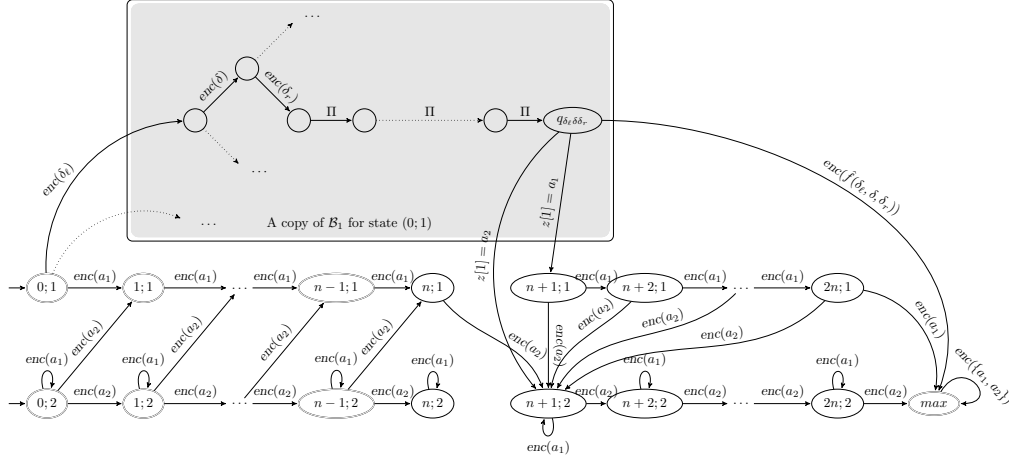 ...
enc(δ)
enc(δ_r)
Π
Π
Π
q_{δ_ℓδδ_r}
...
enc(δ_ℓ)
z[1] = a_1
enc(f̂(δ_ℓ, δ, δ_r))
...
A copy of 𝓑_1 for state (0; 1)
z[1] = a_2
0; 1
enc(a_1)
1; 1
enc(a_1)
...
enc(a_1)
n − 1; 1
enc(a_1)
n; 1
n + 1; 1
enc(a_1)
n + 2; 1
enc(a_1)
...
enc(a_1)
2n; 1
enc(a_2)
enc(a_2)
enc(a_2)
enc(a_2)
enc(a_2)
enc(a_2)
enc(a_2)
enc(a_2)
enc(a_2)
enc(a_1)
enc(a_1)
enc(a_1)
enc(a_1)
enc(a_1)
enc(a_1)
enc(a_1)
enc({a_1, a_2})
0; 2
enc(a_2)
1; 2
enc(a_2)
...
enc(a_2)
n − 1; 2
enc(a_2)
n; 2
n + 1; 2
enc(a_2)
n + 2; 2
enc(a_2)
...
enc(a_2)
2n; 2
enc(a_2)
max
enc(a_1)